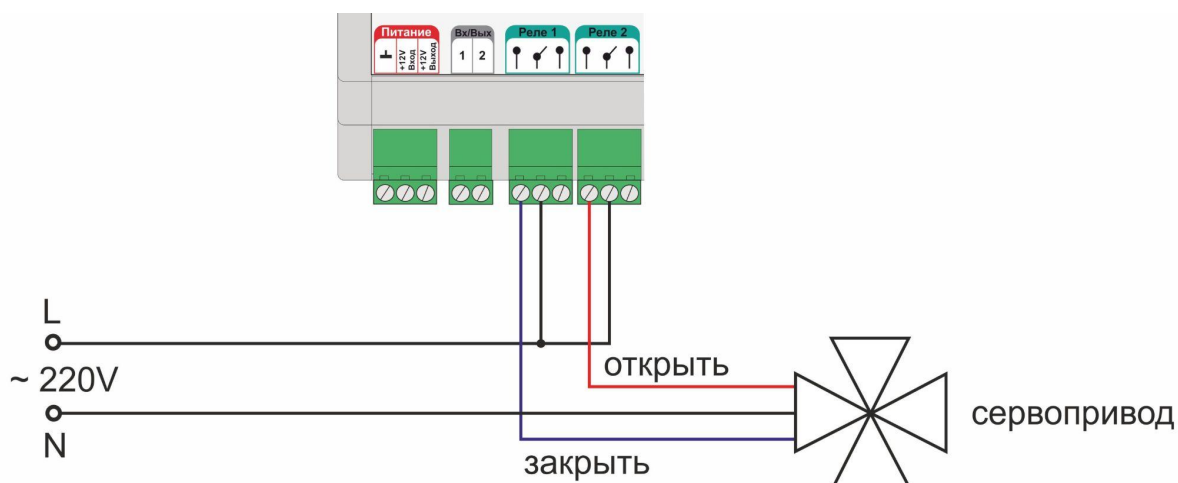 Питание Вх/Вых Реле 1 Реле 2
+12V Вход +12V Выход 1 2
L
~ 220V
N
открыть
закрыть
сервопривод